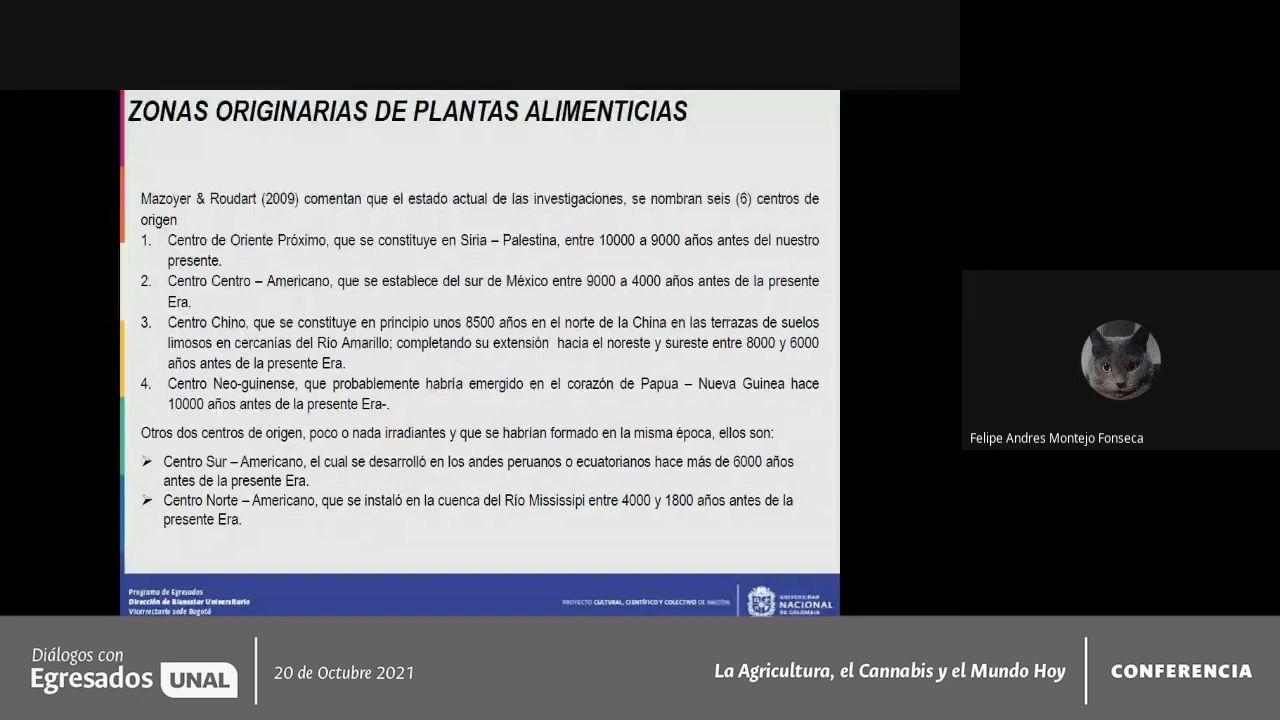 ZONAS ORIGINARIAS DE PLANTAS ALIMENTICIAS
Mazoyer & Roudart (2009) comentan que el estado actual de las investigaciones, se nombran seis (6) centros de
origen
1. Centro de Oriente Próximo, que se constituye en Siria – Palestina, entre 10000 a 9000 años antes del nuestro
presente.
2. Centro Centro – Americano, que se establece del sur de México entre 9000 a 4000 años antes de la presente
Era.
3. Centro Chino, que se constituye en principio unos 8500 años en el norte de la China en las terrazas de suelos
limosos en cercanías del Río Amarillo; completando su extensión hacia el noreste y sureste entre 8000 y 6000
años antes de la presente Era.
4. Centro Neo-guinense, que probablemente habría emergido en el corazón de Papua – Nueva Guinea hace
10000 años antes de la presente Era-.
Otros dos centros de origen, poco o nada irradiantes y que se habrían formado en la misma época, ellos son:
➢ Centro Sur – Americano, el cual se desarrolló en los andes peruanos o ecuatorianos hace más de 6000 años
antes de la presente Era.
➢ Centro Norte – Americano, que se instaló en la cuenca del Río Mississipi entre 4000 y 1800 años antes de la
presente Era.
Programa de Egresados
Dirección de Bienestar Universitario
Vicerrectoría sede Bogotá
PROYECTO CULTURAL, CIENTÍFICO Y COLECTIVO DE NACIÓN
UNIVERSIDAD
NACIONAL
DE COLOMBIA
Felipe Andres Montejo Fonseca
Diálogos con
Egresados UNAL
20 de Octubre 2021
La Agricultura, el Cannabis y el Mundo Hoy
CONFERENCIA